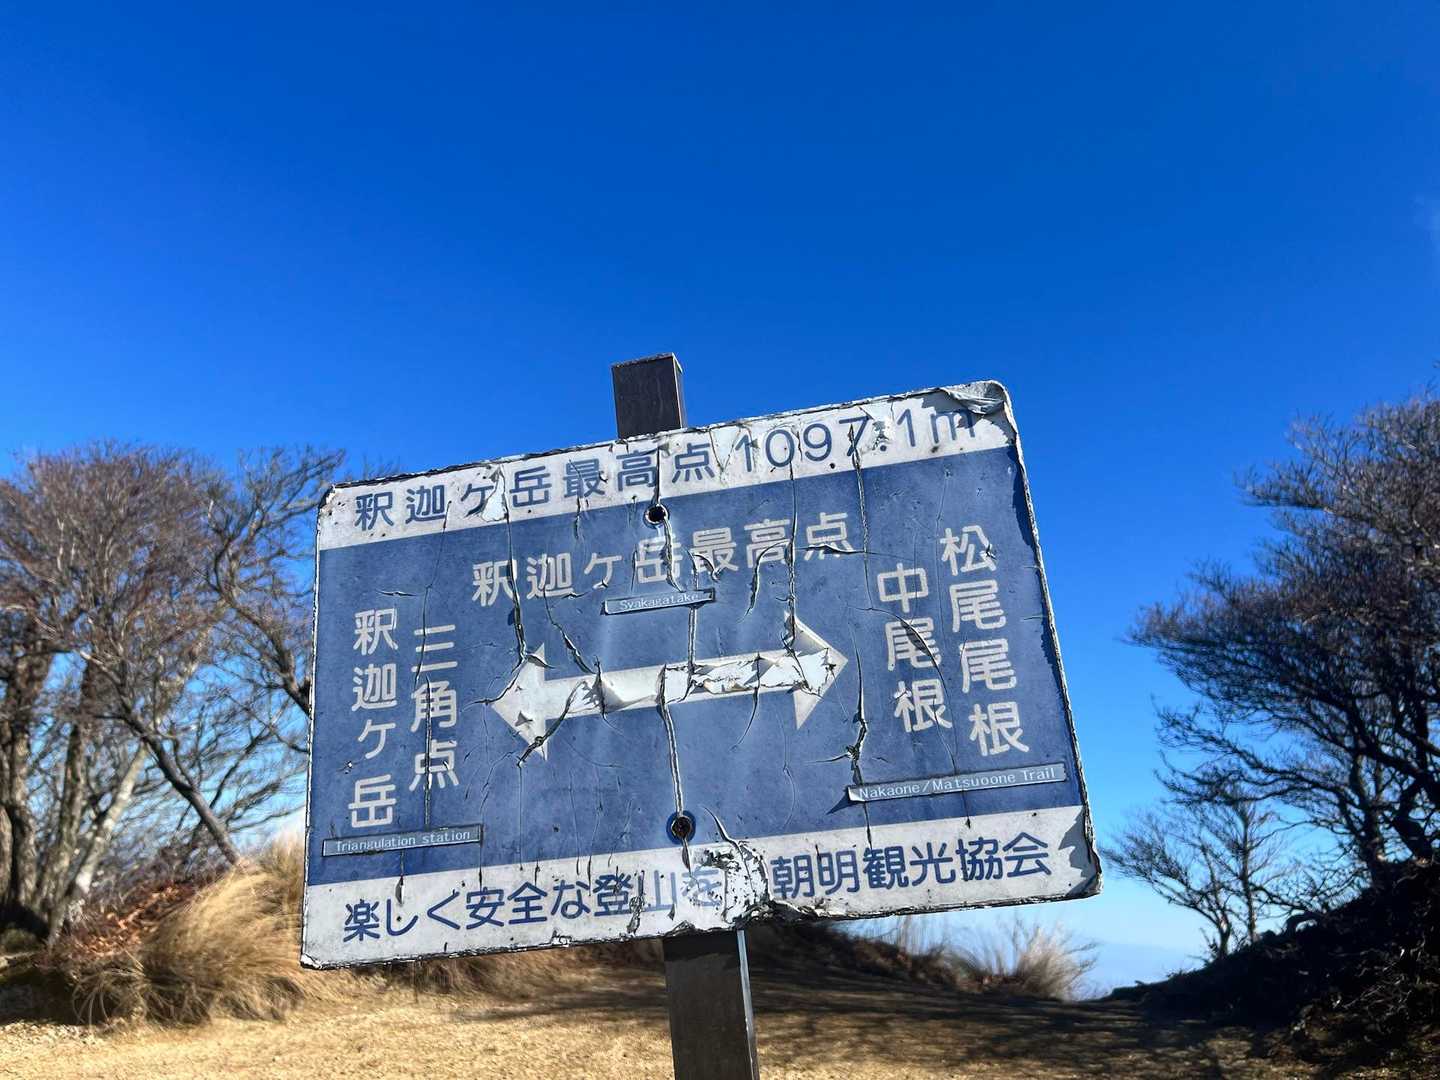 釈迦ケ岳最高点1097.1m
釈迦ケ岳最高点
Syakagatake
釈迦ケ岳
三角点
Triangulation station
松尾尾根
中尾根
Nakaone/Matsuoone Trail
楽しく安全な登山を 朝明観光協会